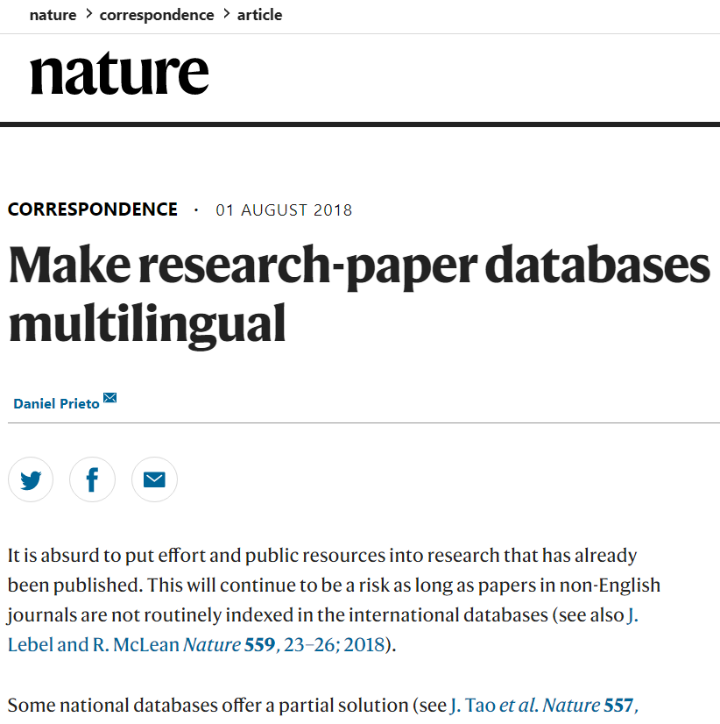 nature > correspondence > article
nature
CORRESPONDENCE · 01 AUGUST 2018
Make research-paper databases
multilingual
Daniel Prieto
It is absurd to put effort and public resources into research that has already
been published. This will continue to be a risk as long as papers in non-English
journals are not routinely indexed in the international databases (see also J.
Lebel and R. McLean Nature 559, 23–26; 2018).
Some national databases offer a partial solution (see J. Tao et al. Nature 557,